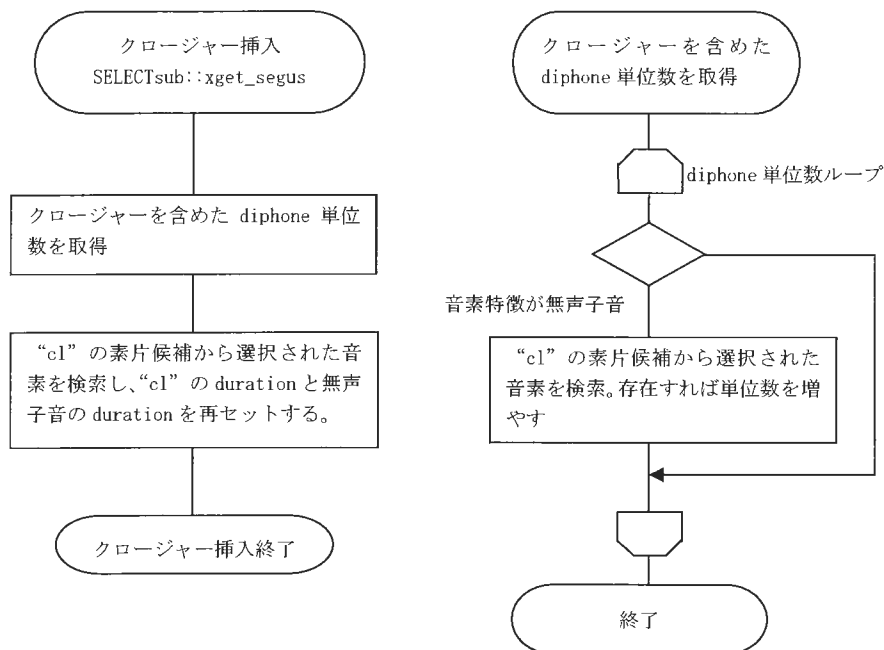 クロージャー挿入
SELECTsub::xget_segus
クロージャーを含めた diphone 単位
数を取得
“cl”の素片候補から選択された音
素を検索し、“cl”の duration と無声
子音の duration を再セットする。
クロージャー挿入終了
クロージャーを含めた
diphone 単位数を取得
diphone 単位数ループ
音素特徴が無声子音
“cl”の素片候補から選択された
音素を検索。存在すれば単位数を増
やす
終了